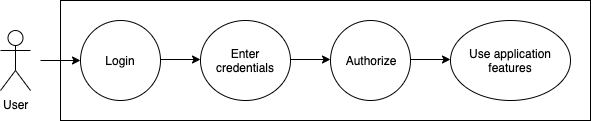 User
Login
Enter
credentials
Authorize
Use application
features